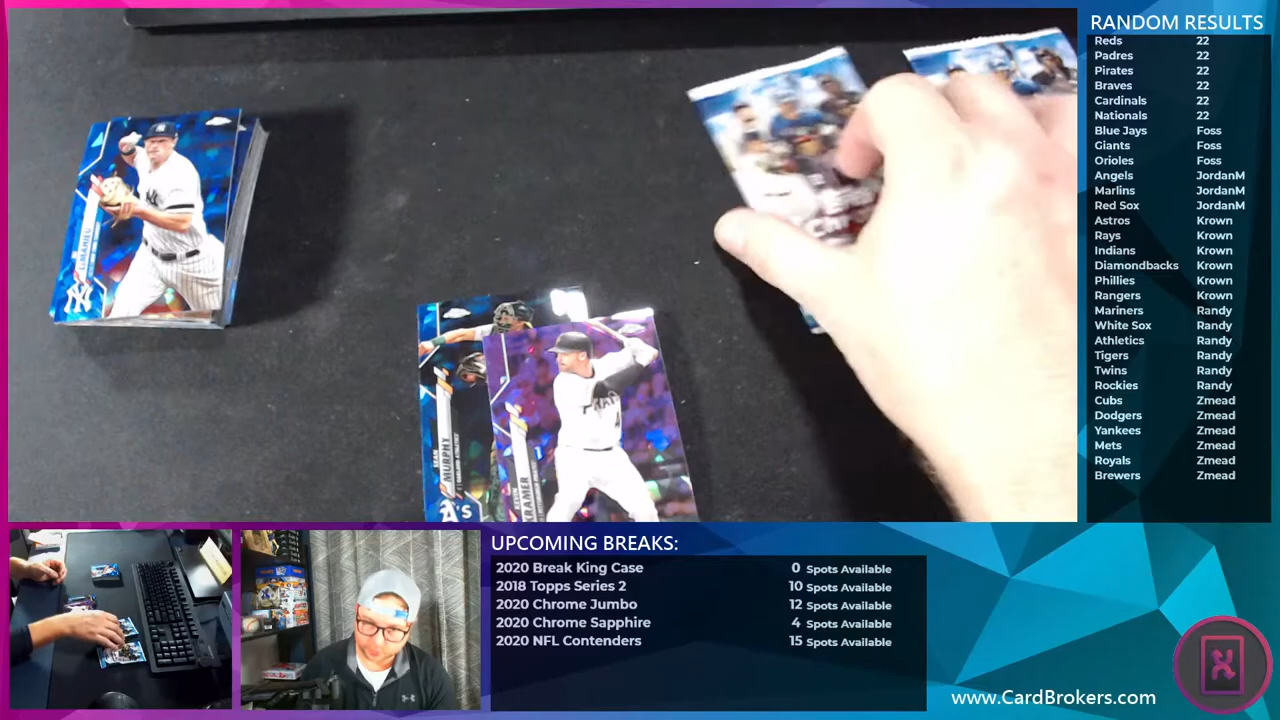 RANDOM RESULTS
Reds 22
Padres 22
Pirates 22
Braves 22
Cardinals 22
Nationals 22
Blue Jays Foss
Giants Foss
Orioles Foss
Angels JordanM
Marlins JordanM
Red Sox JordanM
Astros Krown
Rays Krown
Indians Krown
Diamondbacks Krown
Phillies Krown
Rangers Krown
Mariners Randy
White Sox Randy
Athletics Randy
Tigers Randy
Twins Randy
Rockies Randy
Cubs Zmead
Dodgers Zmead
Yankees Zmead
Mets Zmead
Royals Zmead
Brewers Zmead
LEMAHIEU
MURPHY
A's
KRAMER
UPCOMING BREAKS:
2020 Break King Case 0 Spots Available
2018 Topps Series 2 10 Spots Available
2020 Chrome Jumbo 12 Spots Available
2020 Chrome Sapphire 4 Spots Available
2020 NFL Contenders 15 Spots Available
www.CardBrokers.com